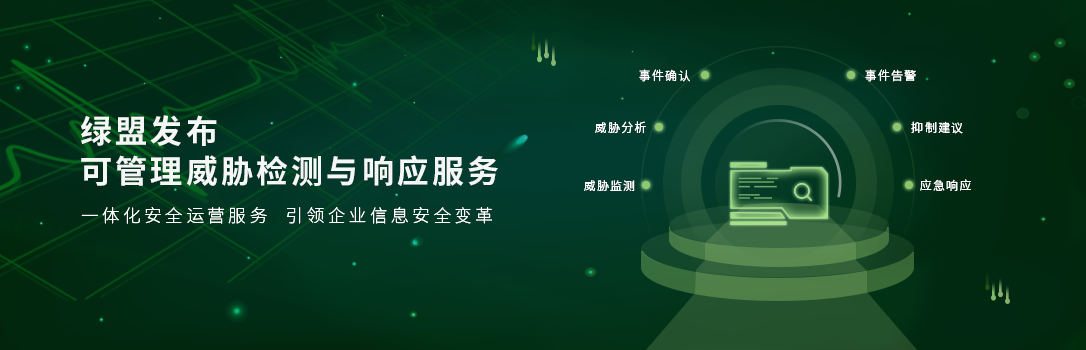 绿盟发布
可管理威胁检测与响应服务
一体化安全运营服务 引领企业信息安全变革
事件确认
事件告警
威胁分析
抑制建议
威胁监测
应急响应